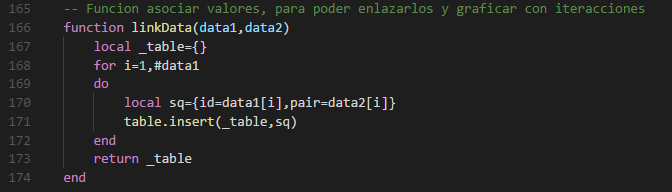 165 -- Funcion asociar valores, para poder enlazarlos y graficar con iteracciones
166 function linkData(data1,data2)
167 local _table={}
168 for i=1,#data1
169 do
170 local sq={id=data1[i],pair=data2[i]}
171 table.insert(_table,sq)
172 end
173 return _table
174 end